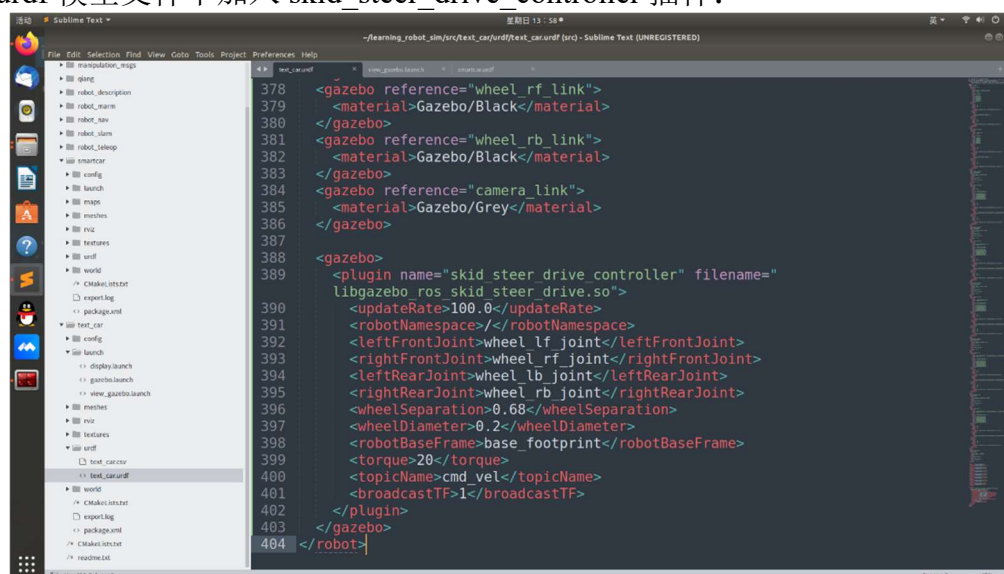 urdf 模型文件中加入 skid_steer_drive_controller 插件:
活动 Sublime Text ▾
星期日 13 : 58 ●
英 ▾
~/learning_robot_sim/src/text_car/urdf/text_car.urdf (src) - Sublime Text (UNREGISTERED)
File Edit Selection Find View Goto Tools Project Preferences Help
manipulation_msgs
qiang
robot_description
robot_marm
robot_nav
robot_slam
robot_teleop
smartcar
config
launch
maps
meshes
rviz
textures
urdf
world
CMakeLists.txt
export.log
package.xml
text_car
config
launch
display.launch
gazebo.launch
view_gazebo.launch
meshes
rviz
textures
urdf
text_car.csv
text_car.urdf
world
CMakeLists.txt
export.log
package.xml
CMakeLists.txt
readme.txt
text_car.urdf × view_gazebo.launch × smartcar.urdf ×
378 <gazebo reference="wheel_rf_link">
379 <material>Gazebo/Black</material>
380 </gazebo>
381 <gazebo reference="wheel_rb_link">
382 <material>Gazebo/Black</material>
383 </gazebo>
384 <gazebo reference="camera_link">
385 <material>Gazebo/Grey</material>
386 </gazebo>
387
388 <gazebo>
389 <plugin name="skid_steer_drive_controller" filename="
libgazebo_ros_skid_steer_drive.so">
390 <updateRate>100.0</updateRate>
391 <robotNamespace>/</robotNamespace>
392 <leftFrontJoint>wheel_lf_joint</leftFrontJoint>
393 <rightFrontJoint>wheel_rf_joint</rightFrontJoint>
394 <leftRearJoint>wheel_lb_joint</leftRearJoint>
395 <rightRearJoint>wheel_rb_joint</rightRearJoint>
396 <wheelSeparation>0.68</wheelSeparation>
397 <wheelDiameter>0.2</wheelDiameter>
398 <robotBaseFrame>base_footprint</robotBaseFrame>
399 <torque>20</torque>
400 <topicName>cmd_vel</topicName>
401 <broadcastTF>1</broadcastTF>
402 </plugin>
403 </gazebo>
404 </robot>